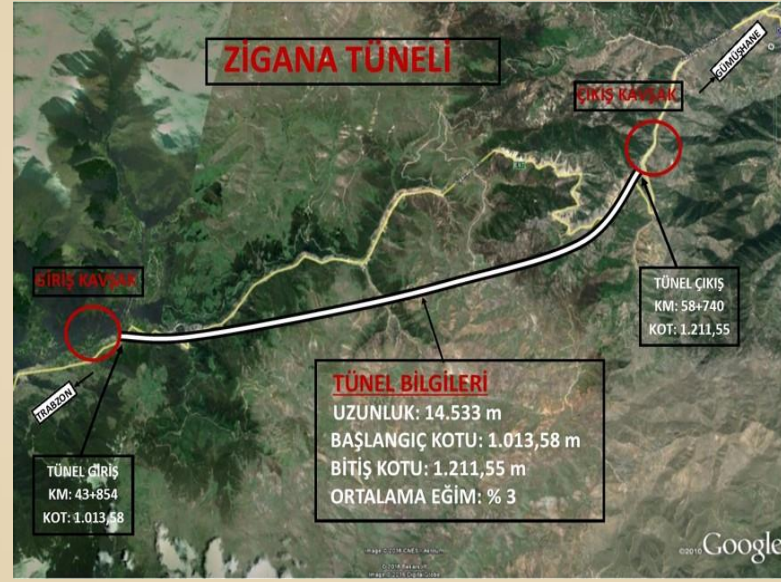 ZİGANA TÜNELİ
GÜMÜŞHANE
ÇIKIŞ KAVŞAK
GİRİŞ KAVŞAK
TÜNEL ÇIKIŞ
KM: 58+740
KOT: 1.211,55
TRABZON
TÜNEL BİLGİLERİ
UZUNLUK: 14.533 m
BAŞLANGIÇ KOTU: 1.013,58 m
BİTİŞ KOTU: 1.211,55 m
ORTALAMA EĞİM: % 3
TÜNEL GİRİŞ
KM: 43+854
KOT: 1.013,58
Google